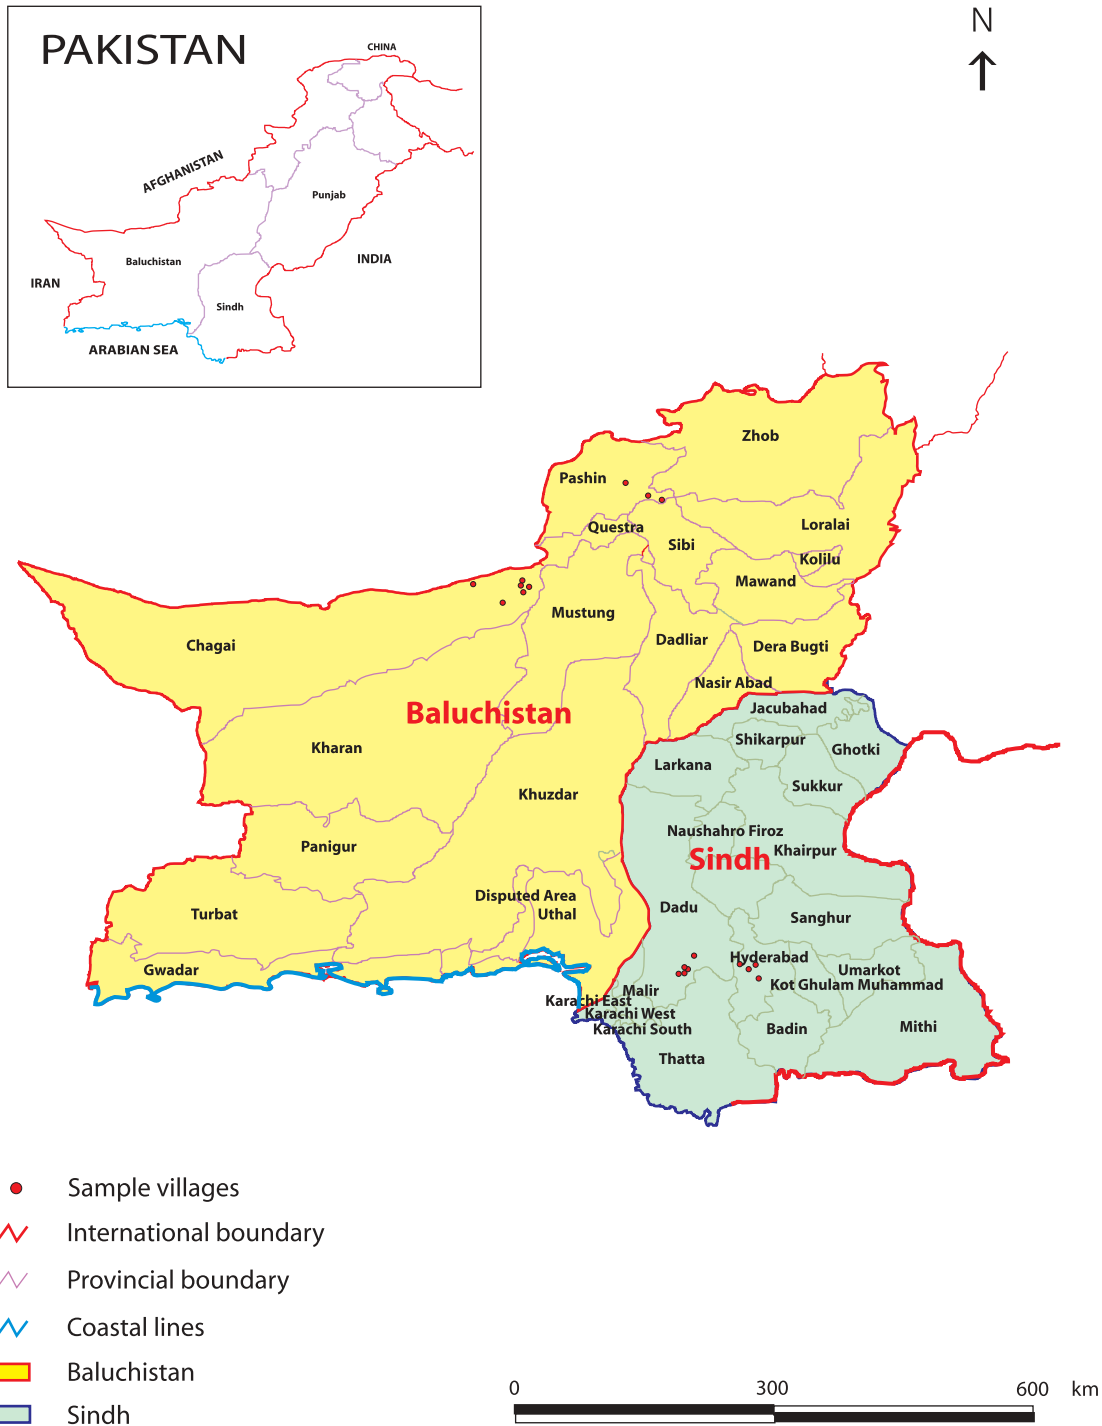 PAKISTAN
CHINA
AFGHANISTAN
Punjab
INDIA
Baluchistan
IRAN
Sindh
ARABIAN SEA
N
Zhob
Pashin
Loralai
Questra
Sibi
Kolilu
Mawand
Mustung
Chagai
Dadliar
Dera Bugti
Nasir Abad
Baluchistan
Jacubahad
Shikarpur
Ghotki
Kharan
Larkana
Sukkur
Khuzdar
Naushahro Firoz
Panigur
Khairpur
Sindh
Disputed Area
Uthal
Dadu
Turbat
Sanghur
Hyderabad
Gwadar
Umarkot
Kot Ghulam Muhammad
Malir
Karachi East
Karachi West
Karachi South
Badin
Mithi
Thatta
Sample villages
International boundary
Provincial boundary
Coastal lines
Baluchistan
Sindh
0 300 600 km